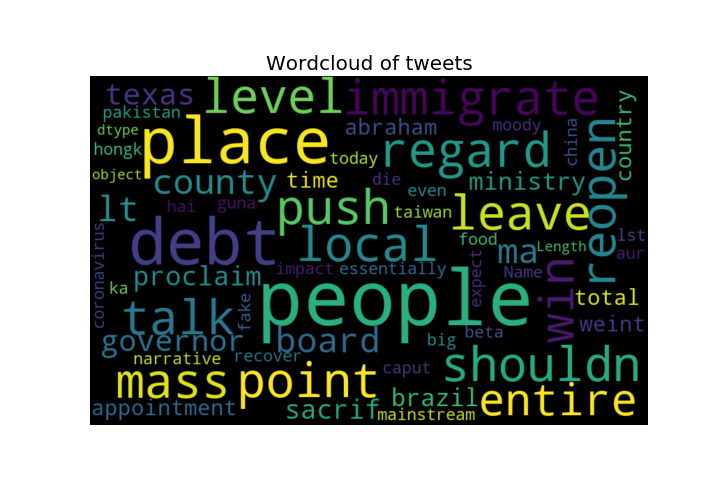 Wordcloud of tweets
texas
level
immigrate
pakistan
place
abraham
moody
china
country
dtype
hongk
today
regard
reopen
object
county
time
die
even
ministry
lt
hai
guna
push
taiwan
leave
debt
local
food
ma
Length
lst
aur
coronavirus
proclaim
impact
essentially
expect
Name
win
ka
people
total
talk
fake
governor
board
big
beta
weint
narrative
recover
caput
shouldn
mass
point
brazil
entire
appointment
sacrif
mainstream